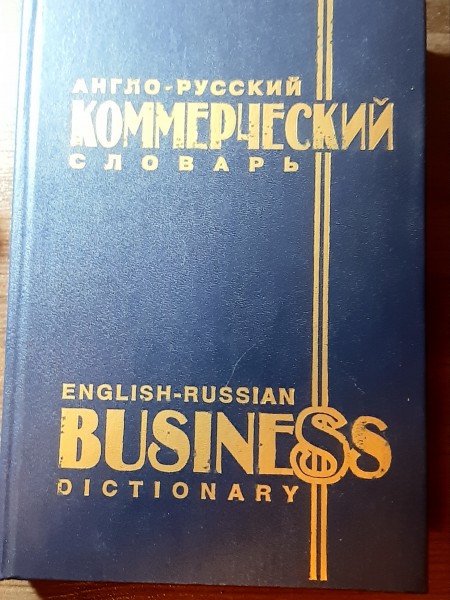 АНГЛО-РУССКИЙ
КОММЕРЧЕСКИЙ
СЛОВАРЬ
ENGLISH-RUSSIAN
BUSINESS
DICTIONARY